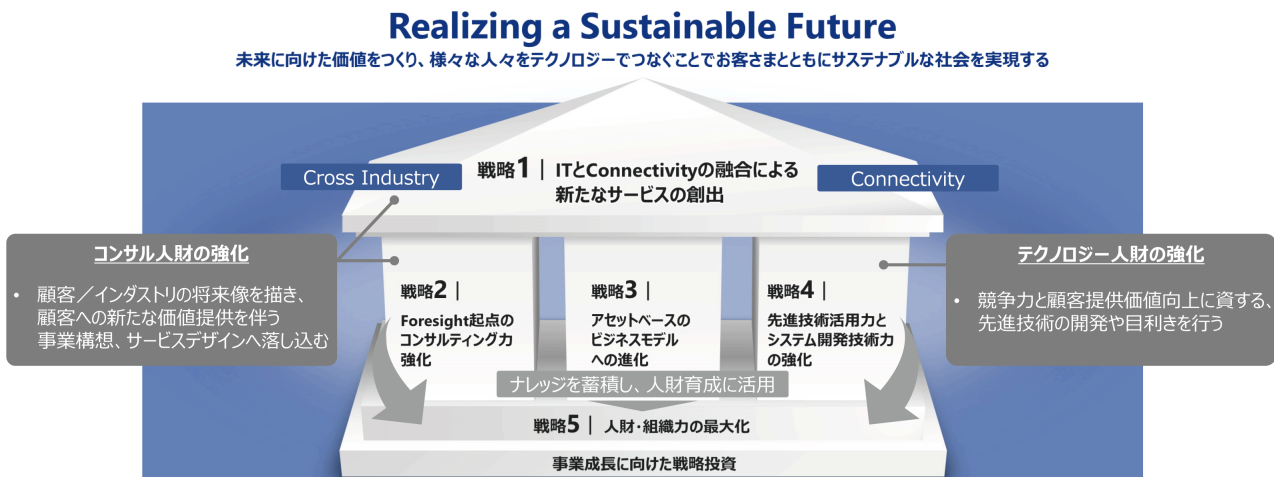 Realizing a Sustainable Future
未来に向けた価値をつくり、様々な人々をテクノロジーでつなぐことでお客さまとともにサステナブルな社会を実現する
Cross Industry
戦略1｜ITとConnectivityの融合による
新たなサービスの創出
Connectivity
コンサル人財の強化
• 顧客／インダストリの将来像を描き、
顧客への新たな価値提供を伴う
事業構想、サービスデザインへ落し込む
戦略2｜
Foresight起点の
コンサルティング力
強化
戦略3｜
アセットベースの
ビジネスモデル
への進化
戦略4｜
先進技術活用力と
システム開発技術力
の強化
テクノロジー人財の強化
• 競争力と顧客提供価値向上に資する、
先進技術の開発や目利きを行う
ナレッジを蓄積し、人財育成に活用
戦略5｜人財・組織力の最大化
事業成長に向けた戦略投資